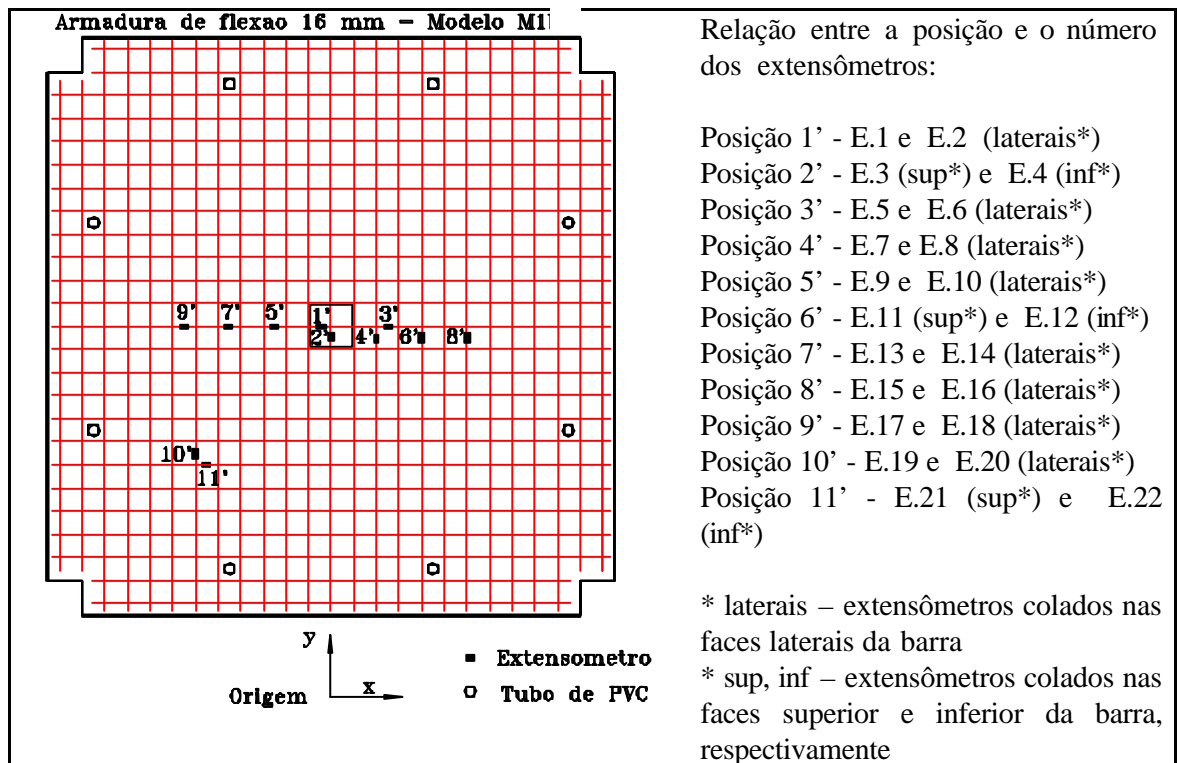 Armadura de flexao 16 mm – Modelo M1
9' 7' 5' 1' 3'
2' 4' 6' 8'
10'
11'
y
x
Origem
Extensometro
Tubo de PVC
Relação entre a posição e o número
dos extensômetros:
Posição 1’ - E.1 e E.2 (laterais*)
Posição 2’ - E.3 (sup*) e E.4 (inf*)
Posição 3’ - E.5 e E.6 (laterais*)
Posição 4’ - E.7 e E.8 (laterais*)
Posição 5’ - E.9 e E.10 (laterais*)
Posição 6’ - E.11 (sup*) e E.12 (inf*)
Posição 7’ - E.13 e E.14 (laterais*)
Posição 8’ - E.15 e E.16 (laterais*)
Posição 9’ - E.17 e E.18 (laterais*)
Posição 10’ - E.19 e E.20 (laterais*)
Posição 11’ - E.21 (sup*) e E.22
(inf*)
* laterais – extensômetros colados nas
faces laterais da barra
* sup, inf – extensômetros colados nas
faces superior e inferior da barra,
respectivamente